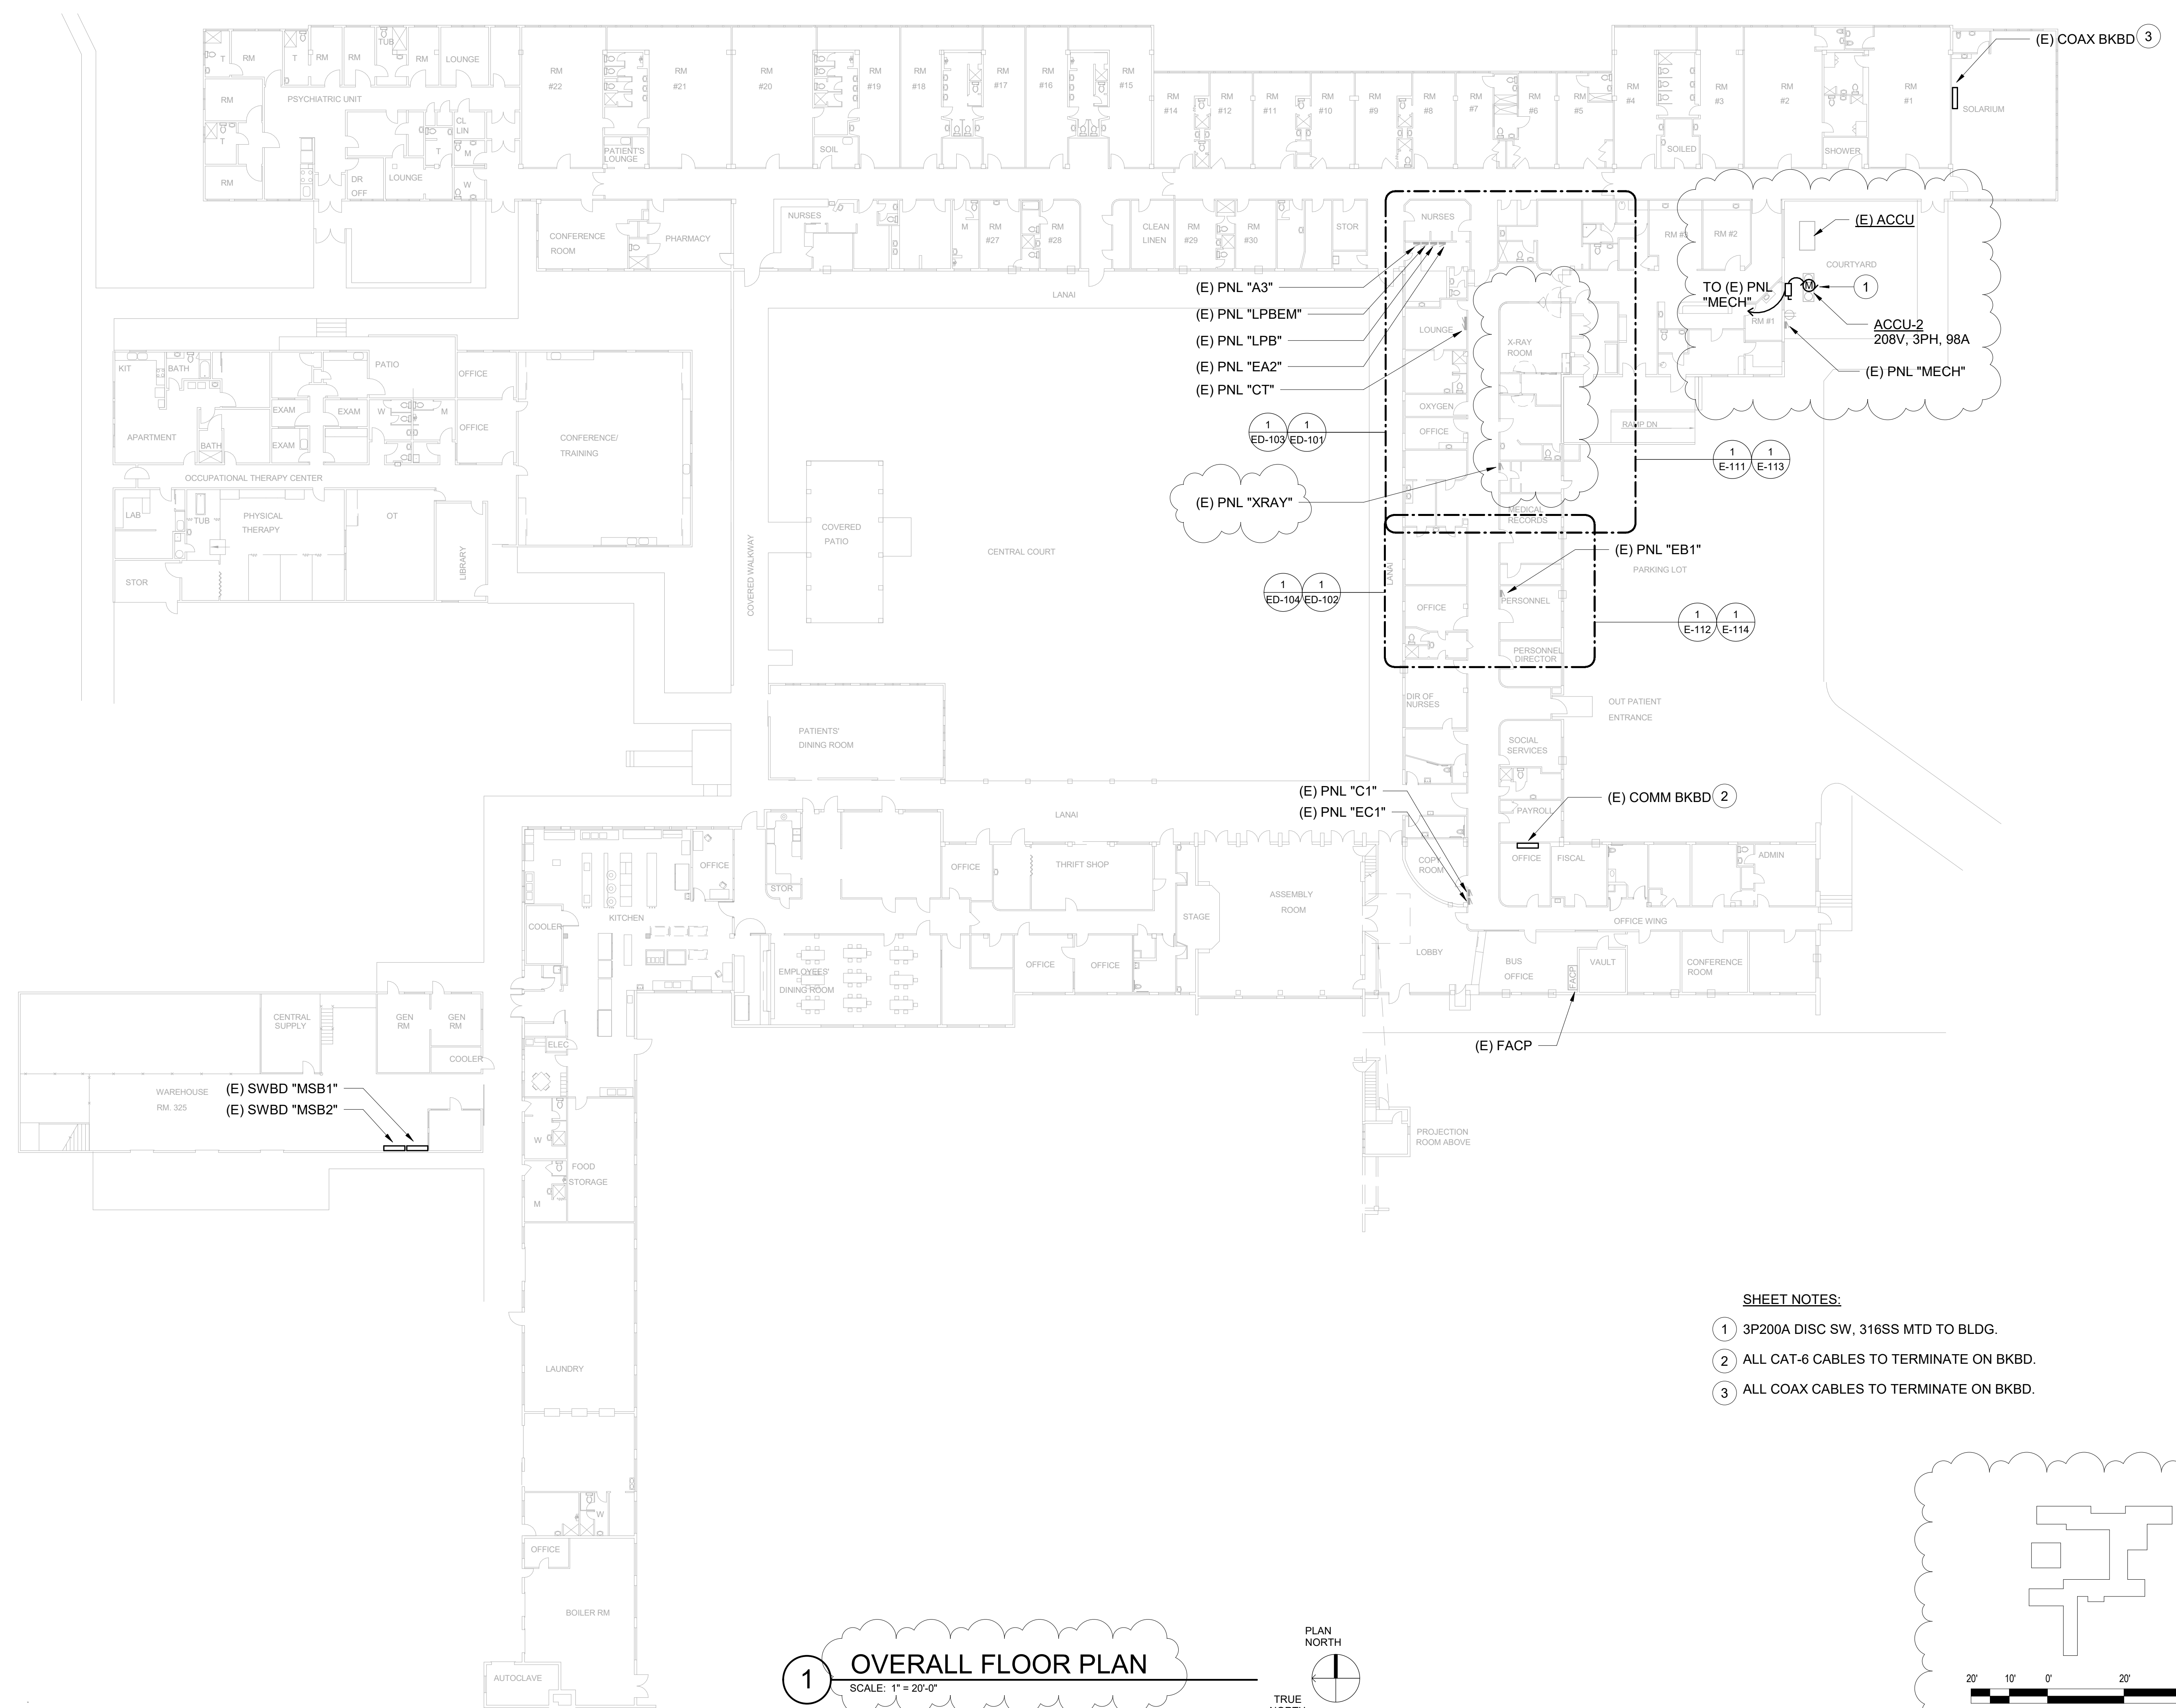 (E) COAX BKBD 3
TUB
T
RM
T
RM
RM
RM
LOUNGE
RM
PSYCHIATRIC UNIT
CL
LIN
T
T
M
RM
DR
OFF
LOUNGE
W
RM
#22
PATIENT'S
LOUNGE
RM
#21
RM
#20
SOIL
RM
#19
RM
#18
RM
#17
RM
#16
RM
#15
RM
#14
RM
#12
RM
#11
RM
#10
RM
#9
RM
#8
RM
#7
RM
#6
RM
#5
RM
#4
SOILED
RM
#3
RM
#2
SHOWER
RM
#1
SOLARIUM
CONFERENCE
ROOM
PHARMACY
NURSES
M
RM
#27
RM
#28
CLEAN
LINEN
RM
#29
RM
#30
STOR
NURSES
RM #3
RM #2
(E) ACCU
COURTYARD
TO (E) PNL
"MECH"
M
1
RM #1
ACCU-2
208V, 3PH, 98A
(E) PNL "MECH"
LANAI
(E) PNL "A3"
(E) PNL "LPBEM"
(E) PNL "LPB"
(E) PNL "EA2"
(E) PNL "CT"
LOUNGE
X-RAY
ROOM
OXYGEN
OFFICE
RAMP DN
1
ED-103
1
ED-101
1
E-111
1
E-113
(E) PNL "XRAY"
MEDICAL
RECORDS
(E) PNL "EB1"
PARKING LOT
LANAI
1
ED-104
1
ED-102
OFFICE
PERSONNEL
1
E-112
1
E-114
PERSONNEL
DIRECTOR
KIT
BATH
PATIO
OFFICE
EXAM
EXAM
W
M
OFFICE
APARTMENT
BATH
EXAM
CONFERENCE/
TRAINING
OCCUPATIONAL THERAPY CENTER
LAB
TUB
PHYSICAL
THERAPY
OT
LIBRARY
STOR
COVERED WALKWAY
COVERED
PATIO
CENTRAL COURT
DIR OF
NURSES
OUT PATIENT
ENTRANCE
PATIENTS'
DINING ROOM
SOCIAL
SERVICES
(E) PNL "C1"
(E) PNL "EC1"
(E) COMM BKBD 2
PAYROLL
LANAI
OFFICE
STOR
OFFICE
THRIFT SHOP
COPY
ROOM
OFFICE
FISCAL
ADMIN
STAGE
ASSEMBLY
ROOM
KITCHEN
COOLER
OFFICE WING
LOBBY
BUS
OFFICE
FACP
VAULT
CONFERENCE
ROOM
EMPLOYEES'
DINING ROOM
OFFICE
OFFICE
(E) FACP
CENTRAL
SUPPLY
GEN
RM
GEN
RM
COOLER
ELEC
WAREHOUSE
RM. 325
(E) SWBD "MSB1"
(E) SWBD "MSB2"
W
M
FOOD
STORAGE
PROJECTION
ROOM ABOVE
SHEET NOTES:
1 3P200A DISC SW, 316SS MTD TO BLDG.
2 ALL CAT-6 CABLES TO TERMINATE ON BKBD.
3 ALL COAX CABLES TO TERMINATE ON BKBD.
LAUNDRY
W
OFFICE
BOILER RM
AUTOCLAVE
1 OVERALL FLOOR PLAN
SCALE: 1" = 20'-0"
PLAN
NORTH
TRUE
NORTH
20' 10' 0' 20'